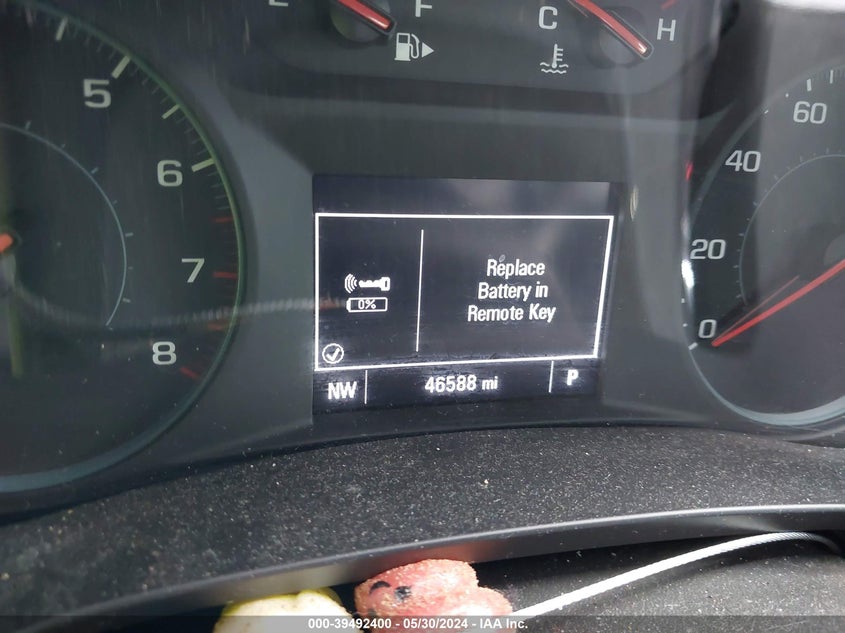 E
F
C
H
5
6
7
8
60
40
20
0
0%
Replace
Battery in
Remote Key
NW 46588 mi P
000-39492400 - 05/30/2024 - IAA Inc.